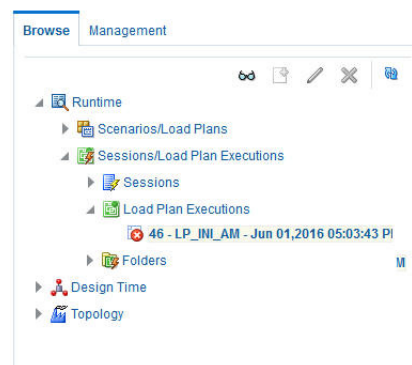 Browse Management
Runtime
Scenarios/Load Plans
Sessions/Load Plan Executions
Sessions
Load Plan Executions
46 - LP_INI_AM - Jun 01,2016 05:03:43 PI
Folders M
Design Time
Topology